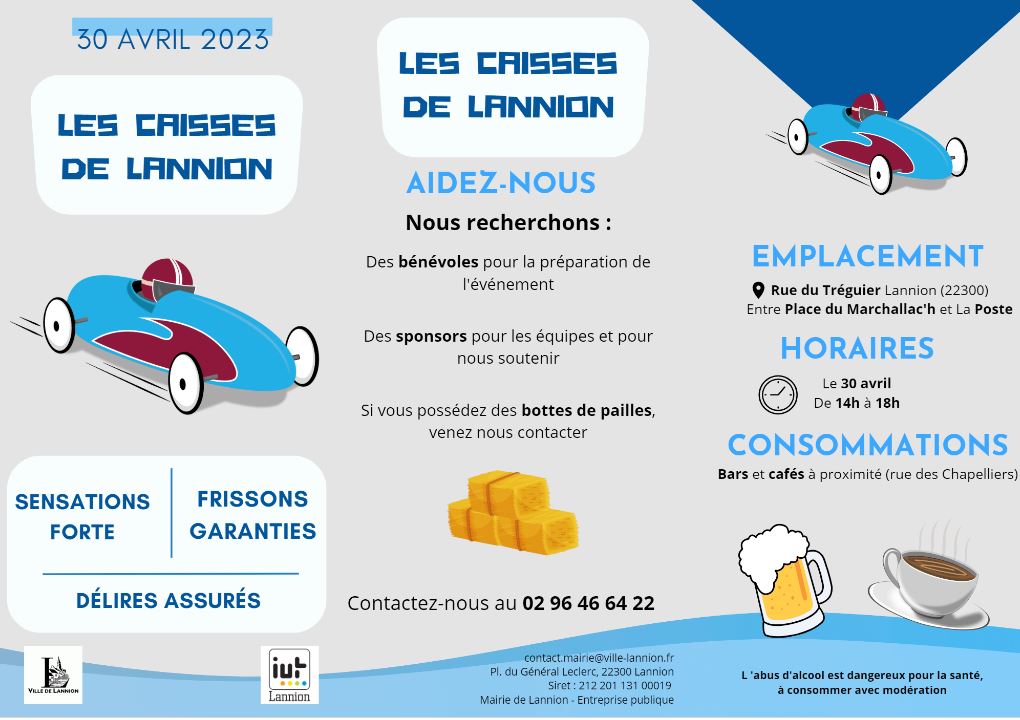 30 AVRIL 2023
LES CAISSES
DE LANNION
SENSATIONS
FORTE
FRISSONS
GARANTIES
DÉLIRES ASSURÉS
VILLE DE LANNION
iut
Lannion
LES CAISSES
DE LANNION
AIDEZ-NOUS
Nous recherchons :
Des bénévoles pour la préparation de
l'événement
Des sponsors pour les équipes et pour
nous soutenir
Si vous possédez des bottes de pailles,
venez nous contacter
Contactez-nous au 02 96 46 64 22
contact.mairie@ville-lannion.fr
Pl. du Général Leclerc, 22300 Lannion
Siret : 212 201 131 00019
Mairie de Lannion - Entreprise publique
EMPLACEMENT
Rue du Tréguier Lannion (22300)
Entre Place du Marchallac'h et La Poste
HORAIRES
Le 30 avril
De 14h à 18h
CONSOMMATIONS
Bars et cafés à proximité (rue des Chapelliers)
L 'abus d'alcool est dangereux pour la santé,
à consommer avec modération